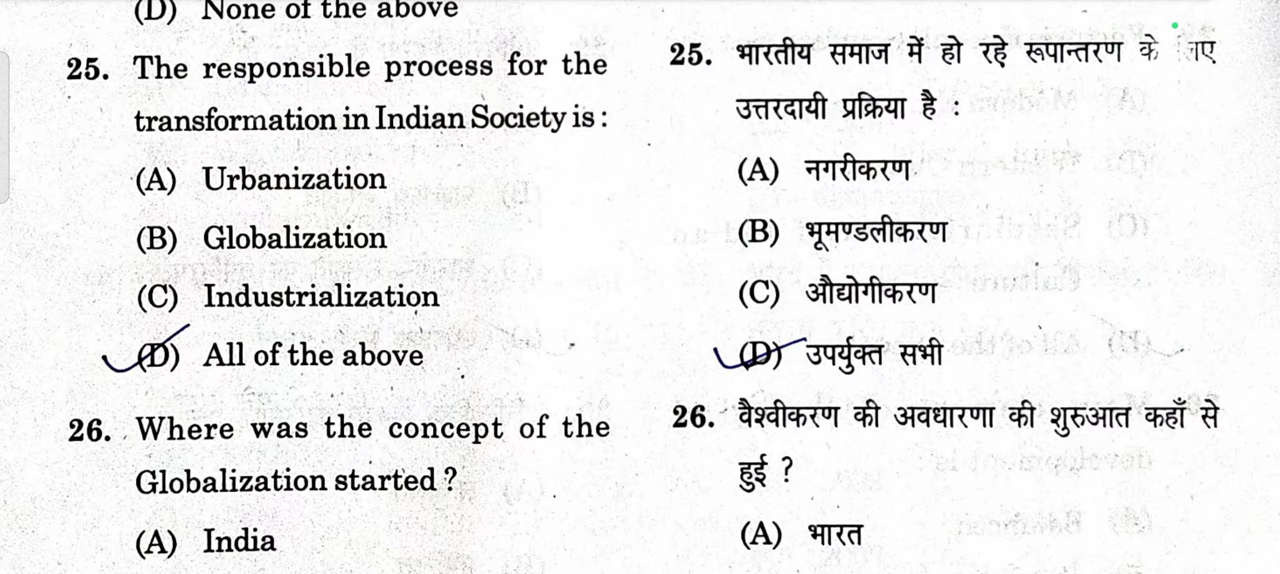 (D) None of the above
25. The responsible process for the
transformation in Indian Society is :
(A) Urbanization
(B) Globalization
(C) Industrialization
(D) All of the above
26. Where was the concept of the
Globalization started ?
(A) India
25. भारतीय समाज में हो रहे रूपान्तरण के
उत्तरदायी प्रक्रिया है :
(A) नगरीकरण
(B) भूमण्डलीकरण
(C) औद्योगीकरण
(D) उपर्युक्त सभी
26. वैश्वीकरण की अवधारणा की शुरुआत कहाँ से
हुई ?
(A) भारत